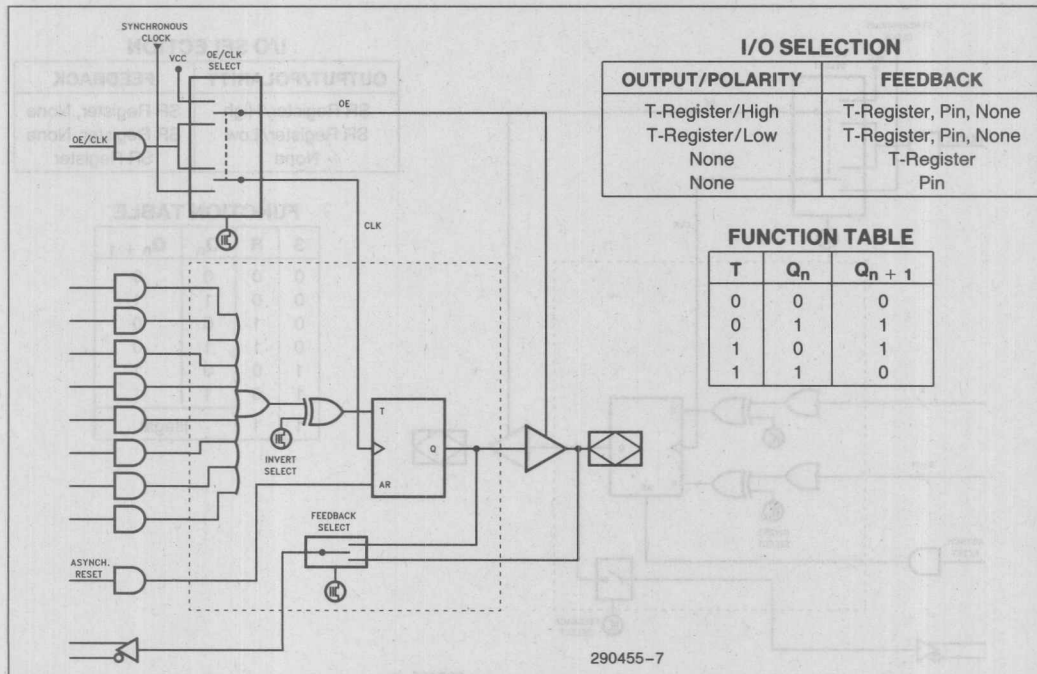 SYNCHRONOUS
CLOCK
VCC
OE/CLK
SELECT
OE
OE/CLK
CLK
I/O SELECTION
OUTPUT/POLARITY FEEDBACK
T-Register/High T-Register, Pin, None
T-Register/Low T-Register, Pin, None
None T-Register
None Pin
FUNCTION TABLE
T Qn Qn + 1
0 0 0
0 1 1
1 0 1
1 1 0
T
Q
AR
INVERT
SELECT
FEEDBACK
SELECT
ASYNCH.
RESET
290455-7